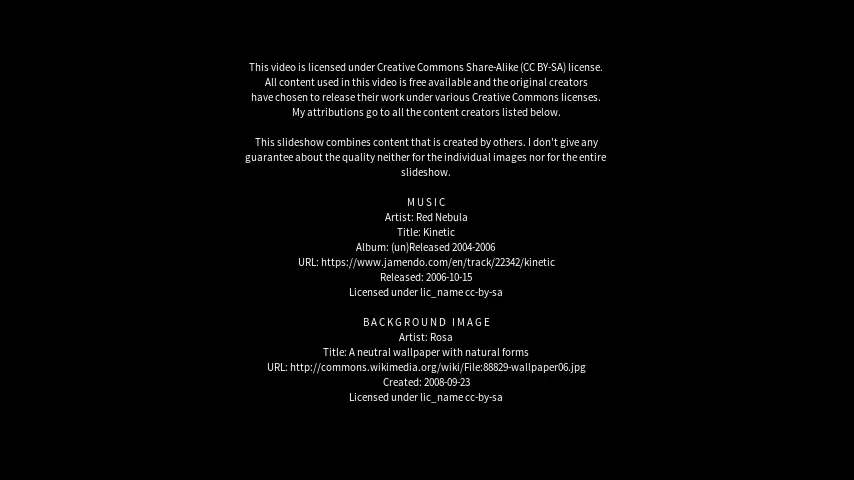 This video is licensed under Creative Commons Share-Alike (CC BY-SA) license.
All content used in this video is free available and the original creators
have chosen to release their work under various Creative Commons licenses.
My attributions go to all the content creators listed below.
This slideshow combines content that is created by others. I don't give any
guarantee about the quality neither for the individual images nor for the entire
slideshow.
MUSIC
Artist: Red Nebula
Title: Kinetic
Album: (un)Released 2004-2006
URL: https://www.jamendo.com/en/track/22342/kinetic
Released: 2006-10-15
Licensed under lic_name cc-by-sa
BACKGROUND IMAGE
Artist: Rosa
Title: A neutral wallpaper with natural forms
URL: http://commons.wikimedia.org/wiki/File:88829-wallpaper06.jpg
Created: 2008-09-23
Licensed under lic_name cc-by-sa